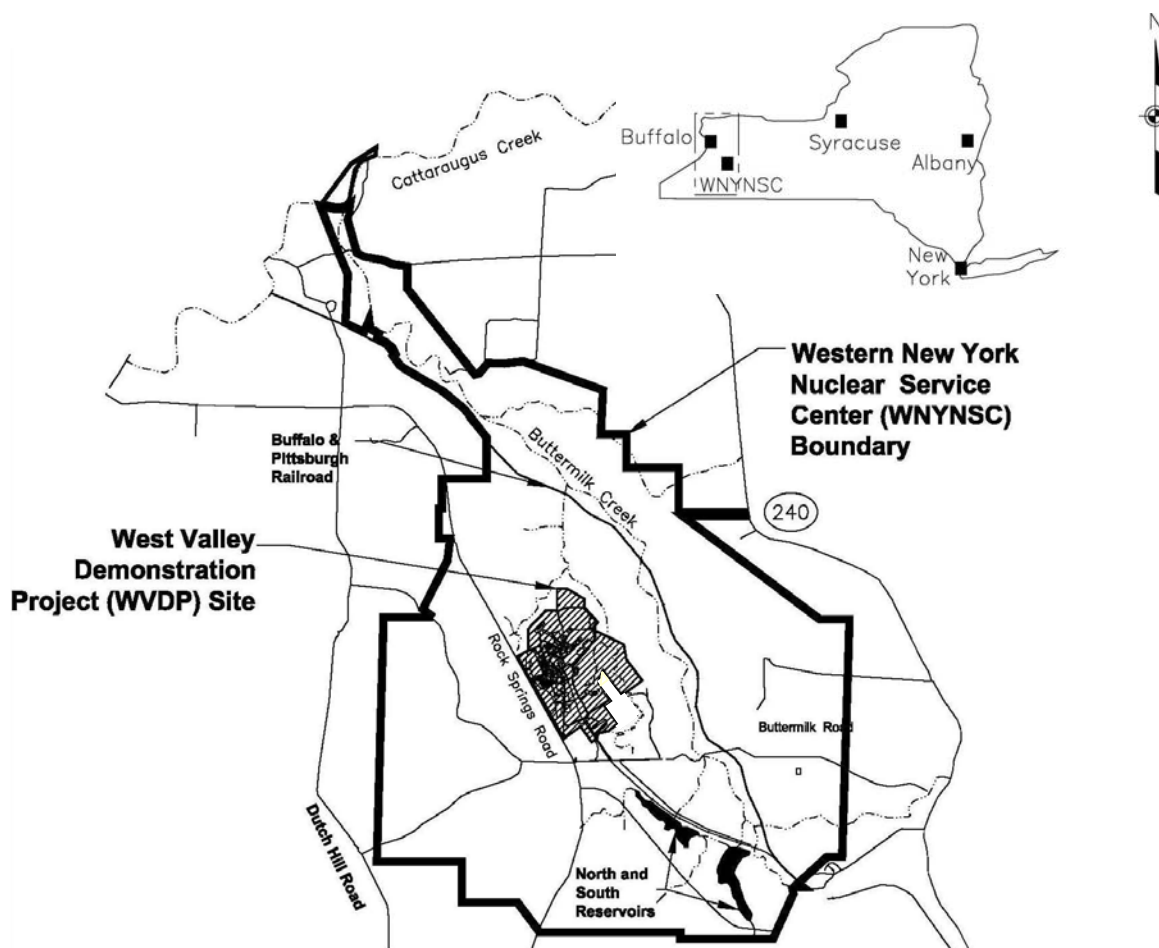 N
Cattaraugus Creek
Buffalo
Syracuse
Albany
WNYNSC
New
York
Western New York
Nuclear Service
Center (WNYNSC)
Boundary
Buffalo &
Pittsburgh
Railroad
Buttermilk Creek
240
West Valley
Demonstration
Project (WVDP) Site
Rock Springs Road
Buttermilk Road
Dutch Hill Road
North and
South
Reservoirs